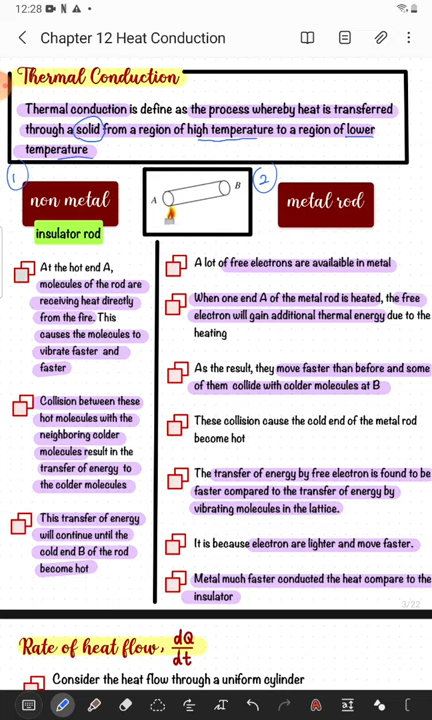 12:28
Chapter 12 Heat Conduction
Thermal Conduction
Thermal conduction is define as the process whereby heat is transferred
through a solid from a region of high temperature to a region of lower
temperature
1
non metal
insulator rod
A
B
2
metal rod
At the hot end A,
molecules of the rod are
receiving heat directly
from the fire. This
causes the molecules to
vibrate faster and
faster
Collision between these
hot molecules with the
neighboring colder
molecules result in the
transfer of energy to
the colder molecules
This transfer of energy
will continue until the
cold end B of the rod
become hot
A lot of free electrons are availaible in metal
When one end A of the metal rod is heated, the free
electron will gain additional thermal energy due to the
heating
As the result, they move faster than before and some
of them collide with colder molecules at B
These collision cause the cold end of the metal rod
become hot
The transfer of energy by free electron is found to be
faster compared to the transfer of energy by
vibrating molecules in the lattice.
It is because electron are lighter and move faster.
Metal much faster conducted the heat compare to the
insulator
3/22
Rate of heat flow, dQ
dt
Consider the heat flow through a uniform cylinder